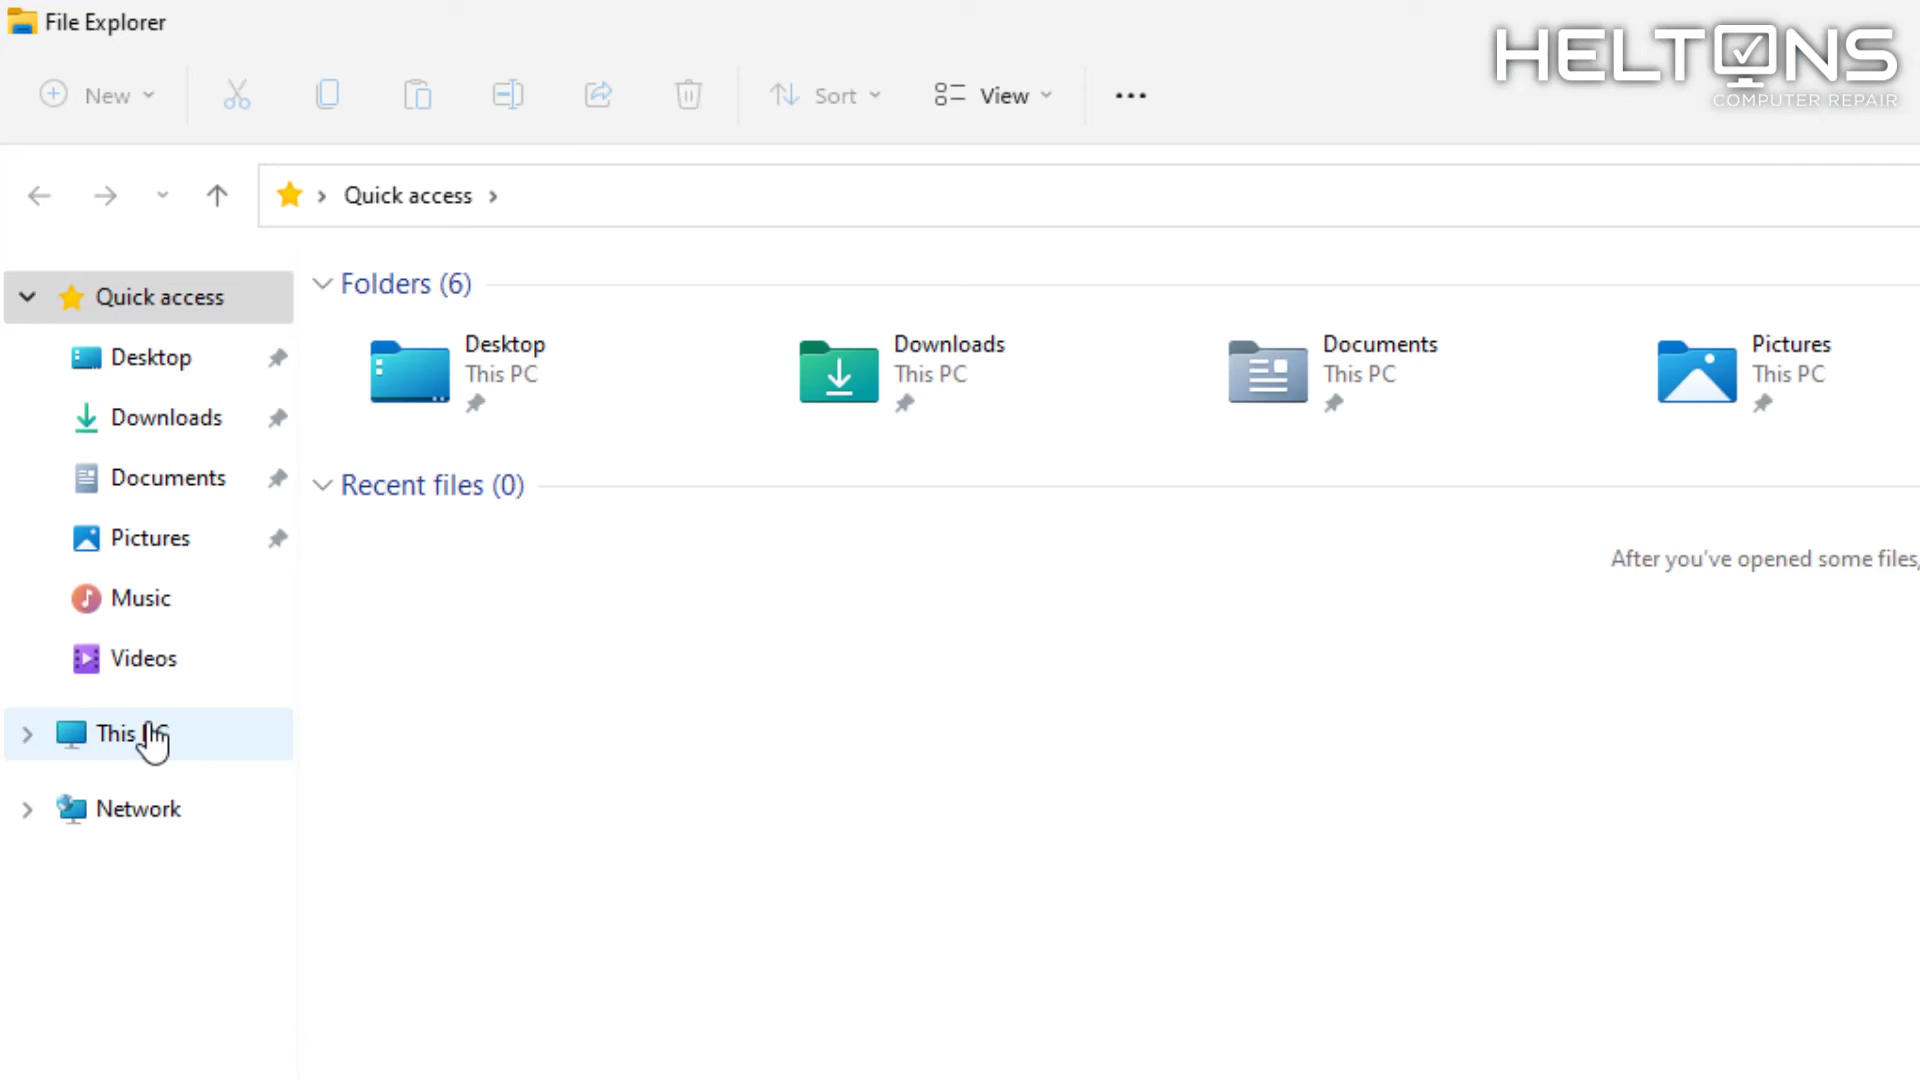 File Explorer
HELTONS
COMPUTER REPAIR
New
Sort
View
Quick access
Quick access
Desktop
Downloads
Documents
Pictures
Music
Videos
This PC
Network
Folders (6)
Desktop
This PC
Downloads
This PC
Documents
This PC
Pictures
This PC
Recent files (0)
After you've opened some files,